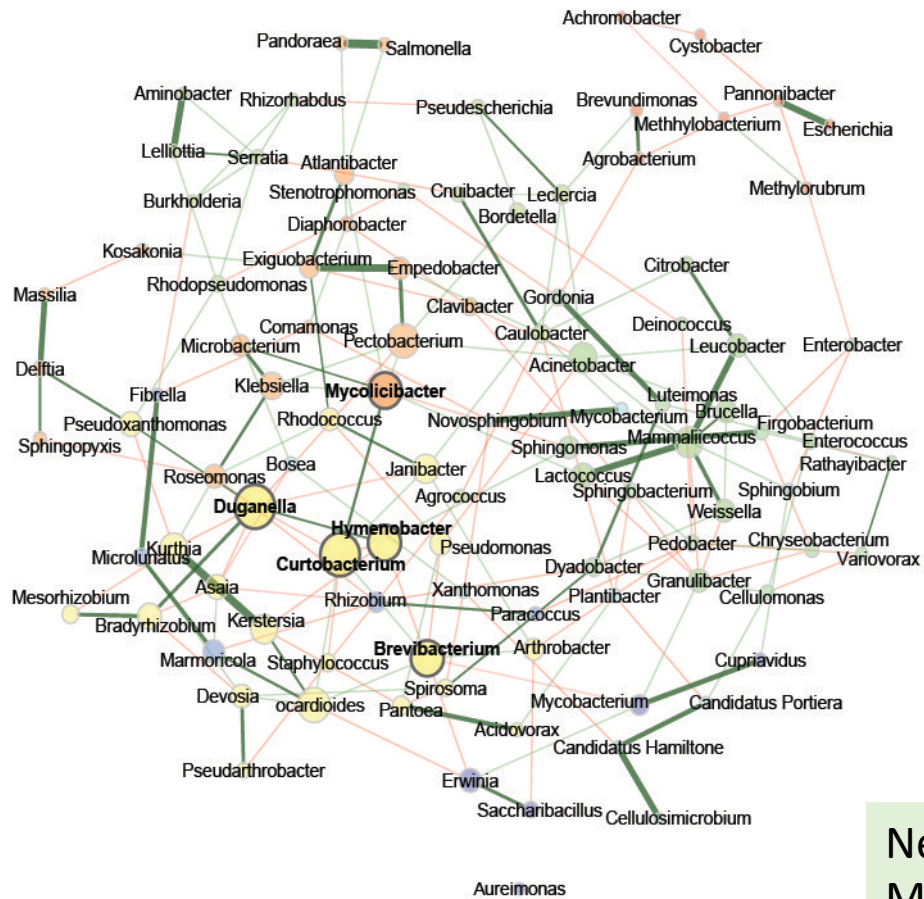 Achromobacter
Cystobacter
Pandoraea
Salmonella
Aminobacter
Rhizorhabdus
Pseudescherichia
Brevundimonas
Pannonibacter
Methhylobacterium
Escherichia
Lelliottia
Serratia
Atlantibacter
Agrobacterium
Stenotrophomonas
Cnuibacter
Leclercia
Methylorubrum
Burkholderia
Bordetella
Diaphorobacter
Kosakonia
Exiguobacterium
Empedobacter
Citrobacter
Rhodopseudomonas
Massilia
Clavibacter
Gordonia
Comamonas
Deinococcus
Microbacterium
Pectobacterium
Caulobacter
Leucobacter
Enterobacter
Acinetobacter
Delftia
Fibrella
Klebsiella
Mycolicibacter
Luteimonas
Pseudoxanthomonas
Rhodococcus
Novosphingobium
Mycobacterium
Brucella
Firgobacterium
Sphingopyxis
Mammaliicoccus
Enterococcus
Sphingomonas
Bosea
Janibacter
Rathayibacter
Roseomonas
Lactococcus
Agrococcus
Sphingobacterium
Sphingobium
Duganella
Weissella
Hymenobacter
Kurthia
Microlunatus
Curtobacterium
Pseudomonas
Pedobacter
Chryseobacterium
Variovorax
Dyadobacter
Granulibacter
Asaia
Mesorhizobium
Rhizobium
Xanthomonas
Plantibacter
Cellulomonas
Bradyrhizobium
Kerstersia
Paracoccus
Brevibacterium
Arthrobacter
Marmoricola
Staphylococcus
Cupriavidus
Devosia
ocardioides
Spirosoma
Pantoea
Mycobacterium
Candidatus Portiera
Acidovorax
Candidatus Hamiltone
Pseudarthrobacter
Erwinia
Saccharibacillus
Cellulosimicrobium
Ne
Aureimonas